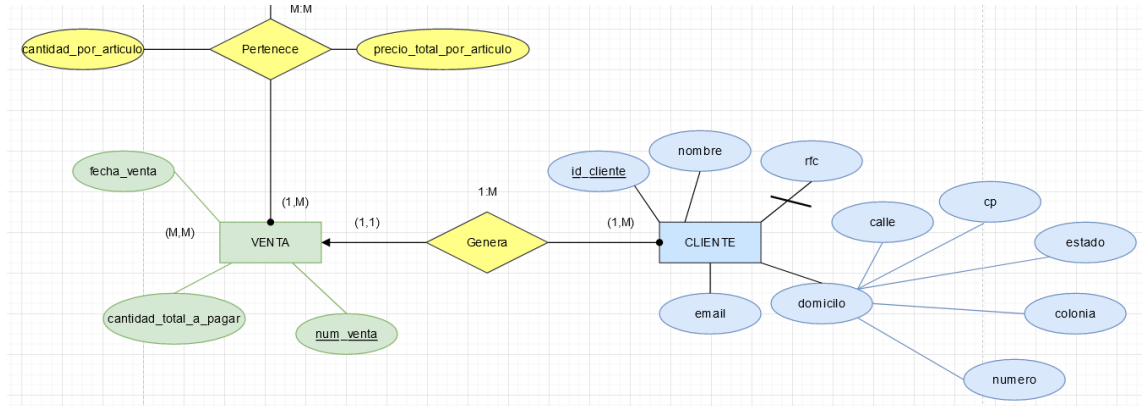 M:M
cantidad_por_articulo
Pertenece
precio_total_por_articulo
fecha_venta
nombre
rfc
id_cliente
1:M
cp
calle
(1,M)
(M,M)
VENTA
(1,1)
Genera
(1,M)
CLIENTE
estado
cantidad_total_a_pagar
num_venta
email
domicilo
colonia
numero